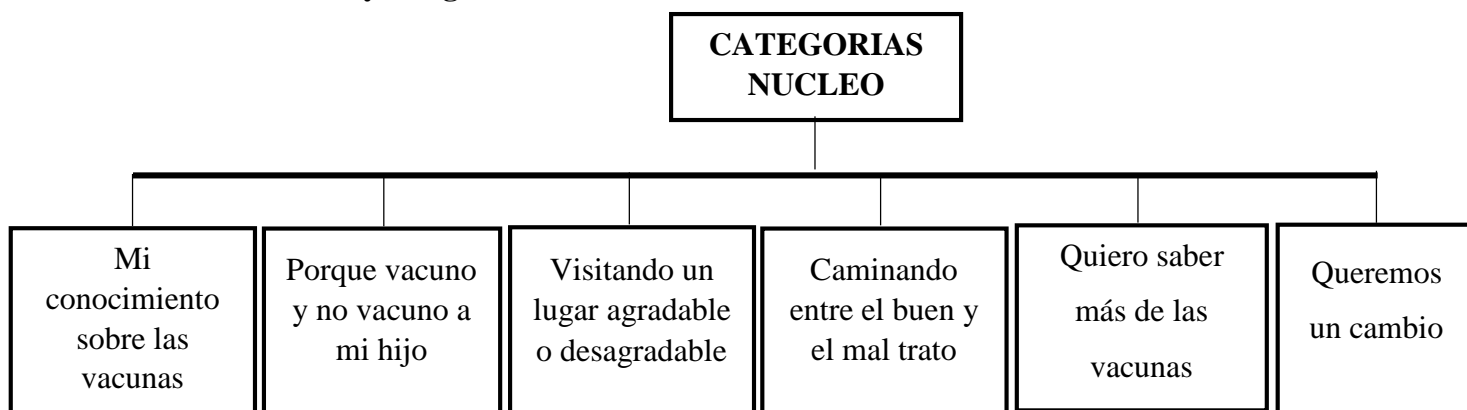 CATEGORIAS
NUCLEO
Mi
conocimiento
sobre las
vacunas
Porque vacuno
y no vacuno a
mi hijo
Visitando un
lugar agradable
o desagradable
Caminando
entre el buen y
el mal trato
Quiero saber
más de las
vacunas
Queremos
un cambio